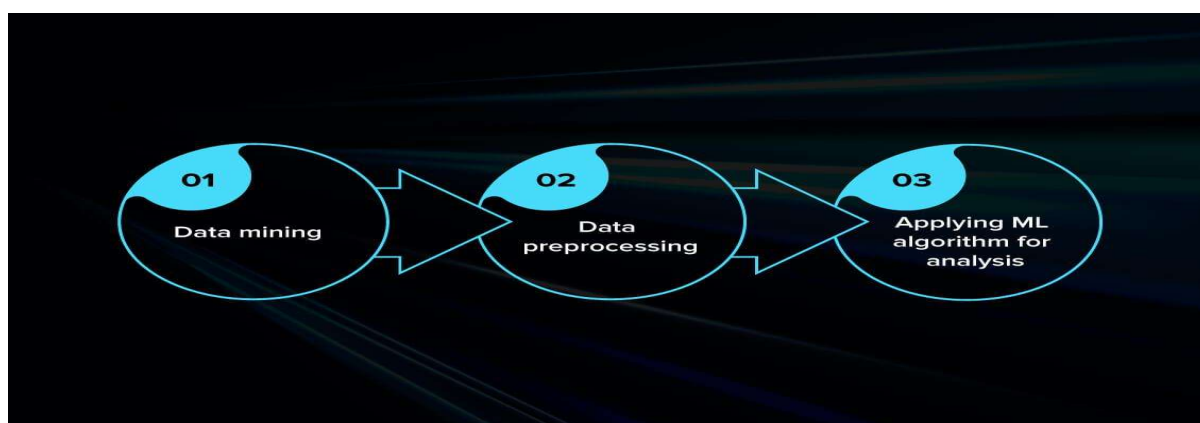 01
Data mining
02
Data
preprocessing
03
Applying ML
algorithm for
analysis